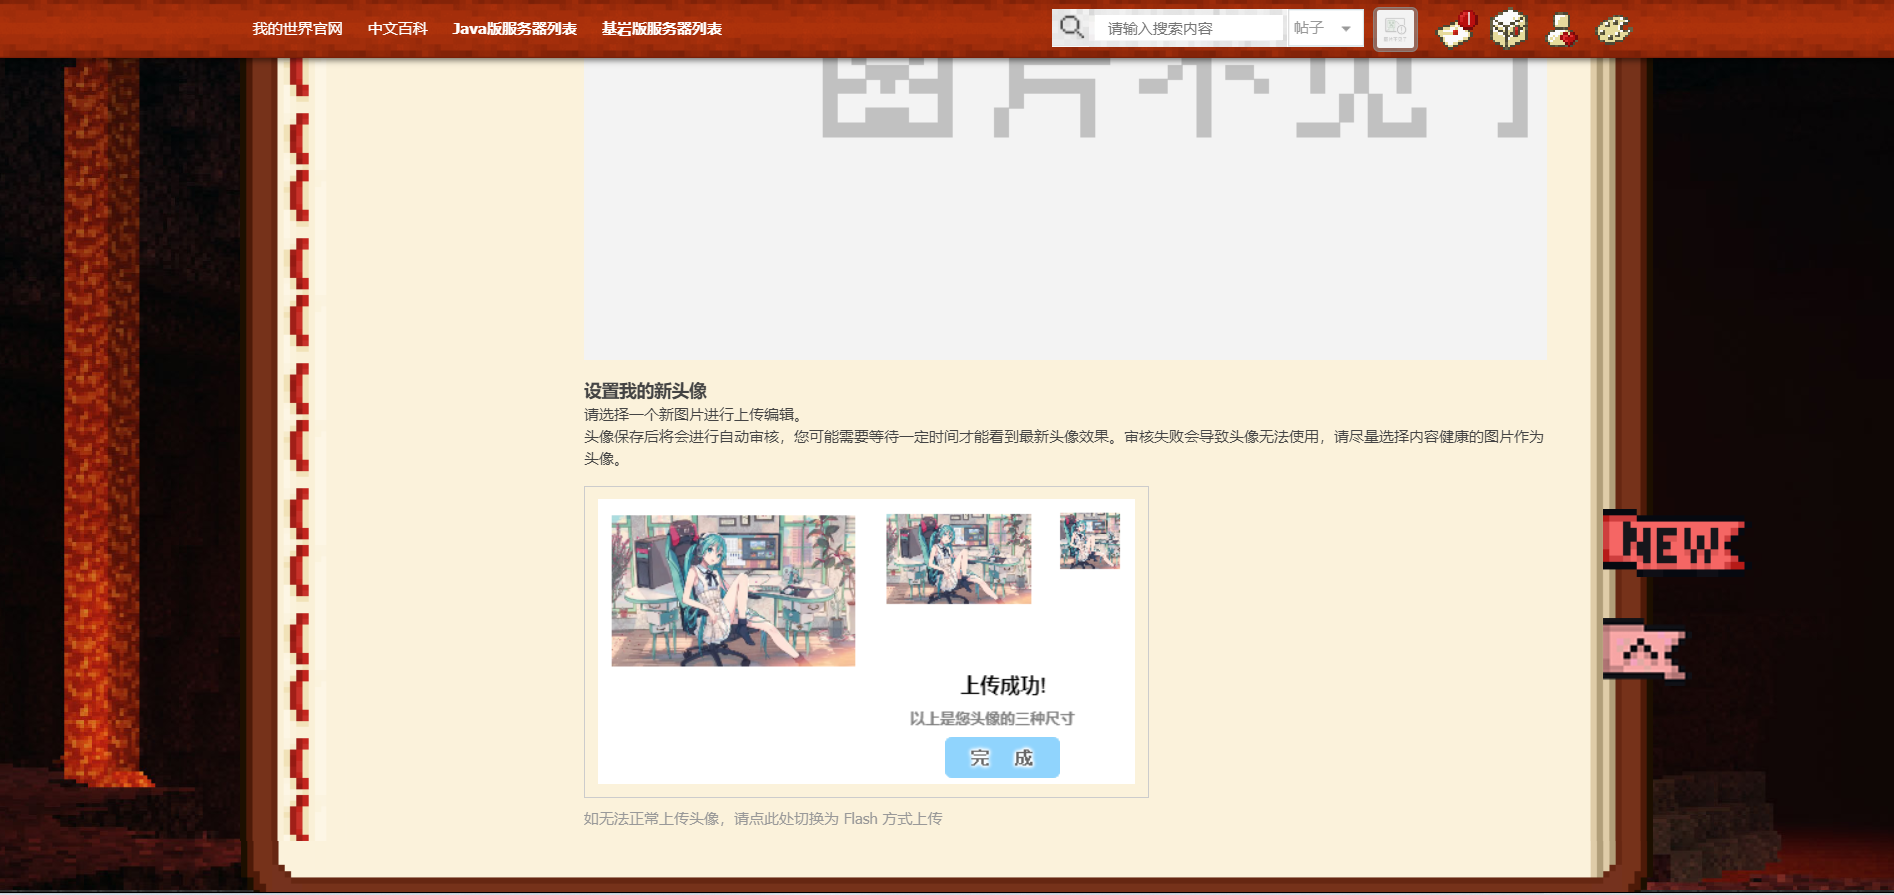 我的世界官网 中文百科 Java版服务器列表 基岩版服务器列表 请输入搜索内容 帖子
图片不见了
设置我的新头像
请选择一个新图片进行上传编辑。
头像保存后将会进行自动审核，您可能需要等待一定时间才能看到最新头像效果。审核失败会导致头像无法使用，请尽量选择内容健康的图片作为
头像。
NEW
上传成功!
以上是您头像的三种尺寸
完 成
如无法正常上传头像，请点此处切换为 Flash 方式上传